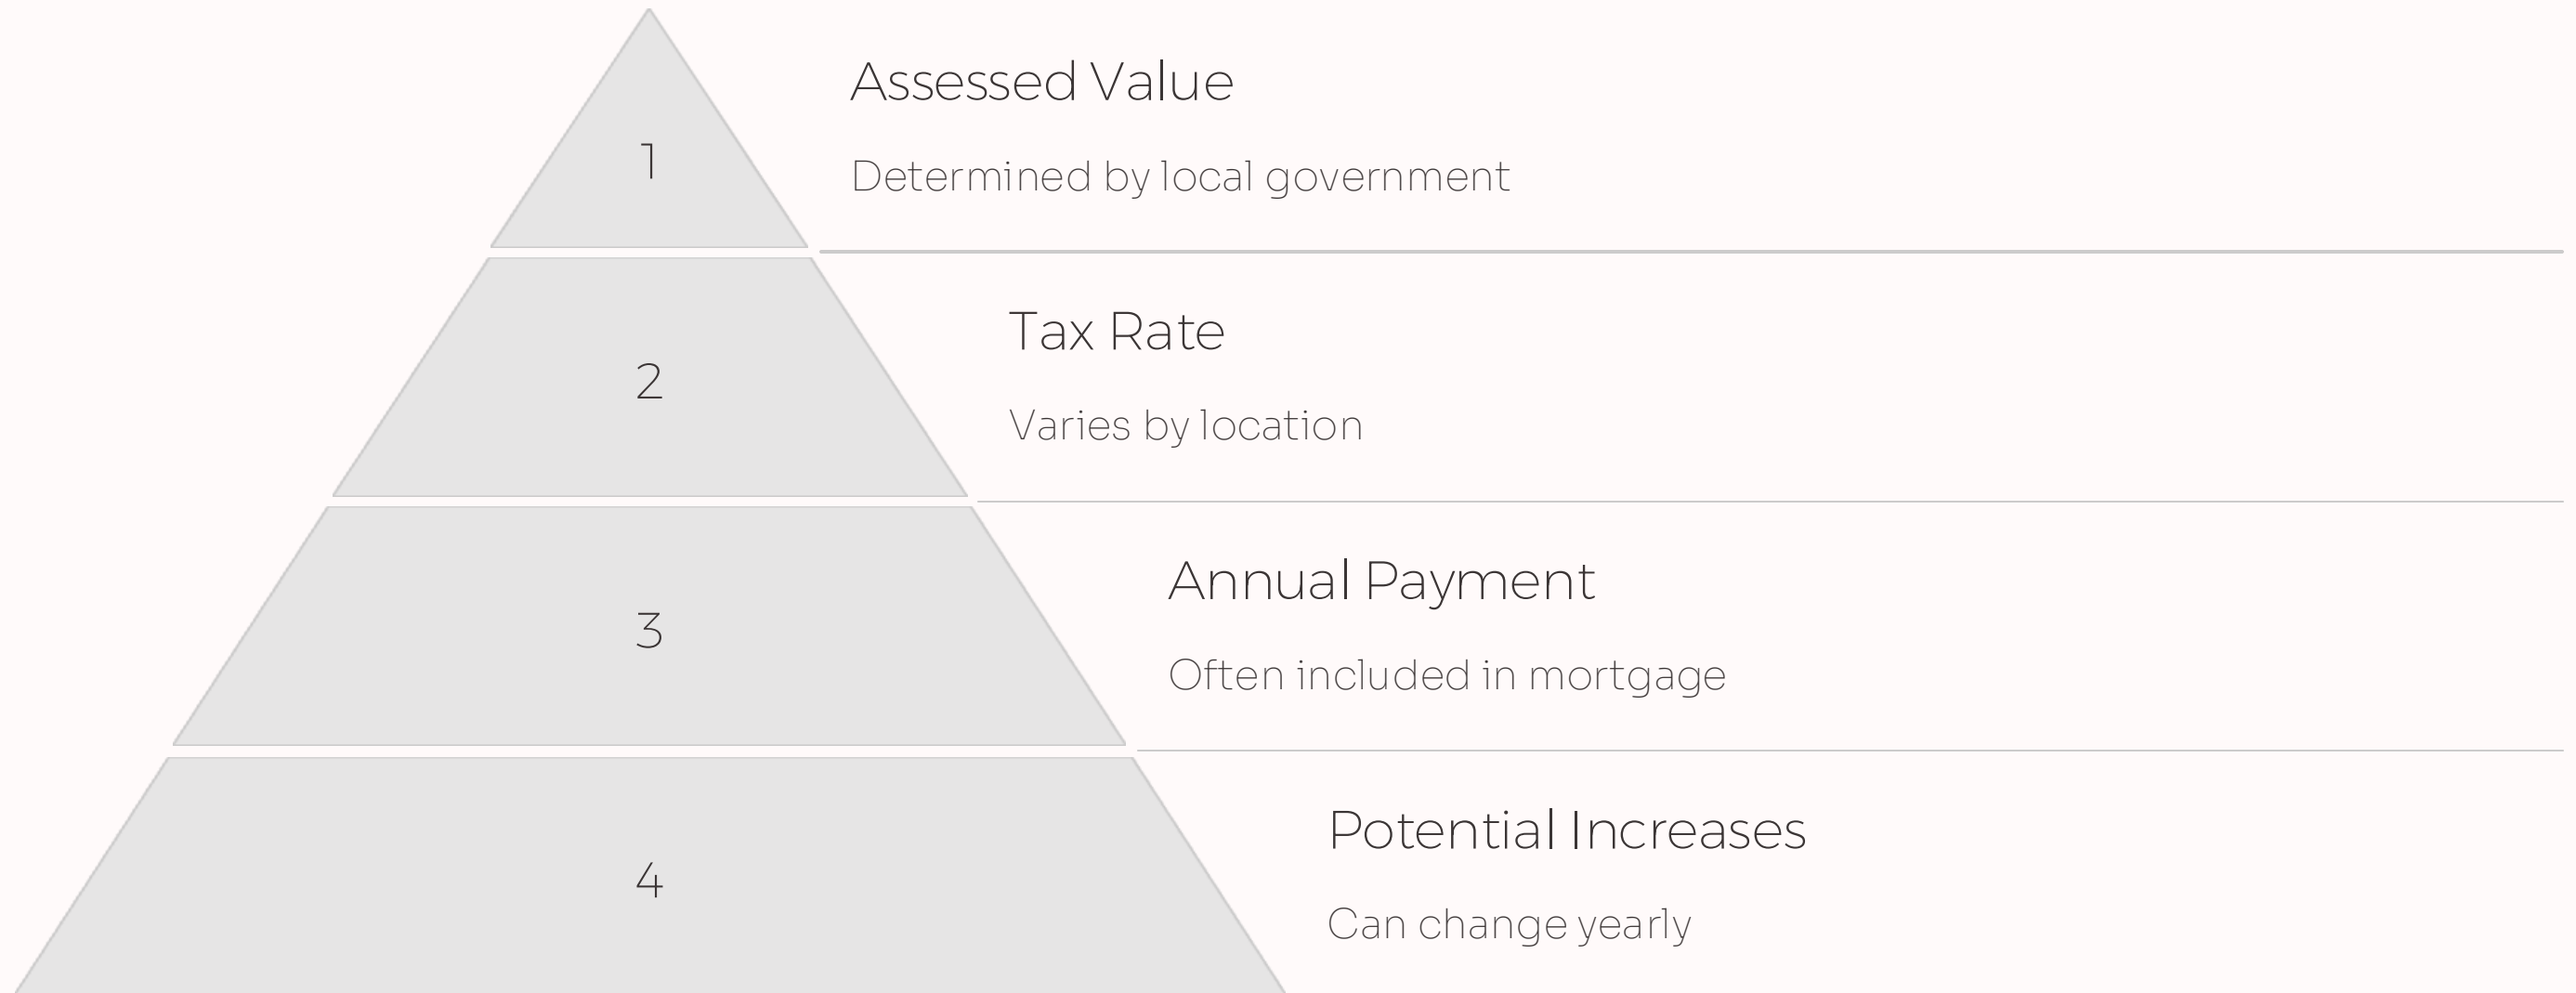 1
Assessed Value
Determined by local government
2
Tax Rate
Varies by location
3
Annual Payment
Often included in mortgage
4
Potential Increases
Can change yearly